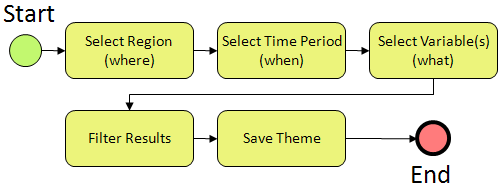 Start
Select Region
(where)
Select Time Period
(when)
Select Variable(s)
(what)
Filter Results
Save Theme
End